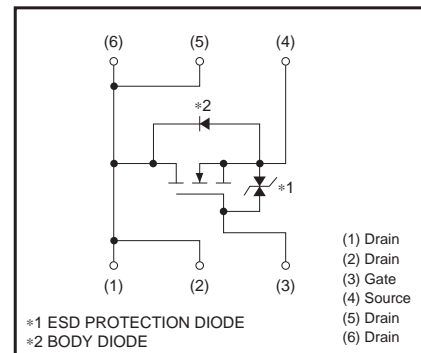 (6) (5) (4)
∗2
∗1
(1) (2) (3)
(1) Drain
(2) Drain
(3) Gate
(4) Source
(5) Drain
(6) Drain
∗1 ESD PROTECTION DIODE
∗2 BODY DIODE